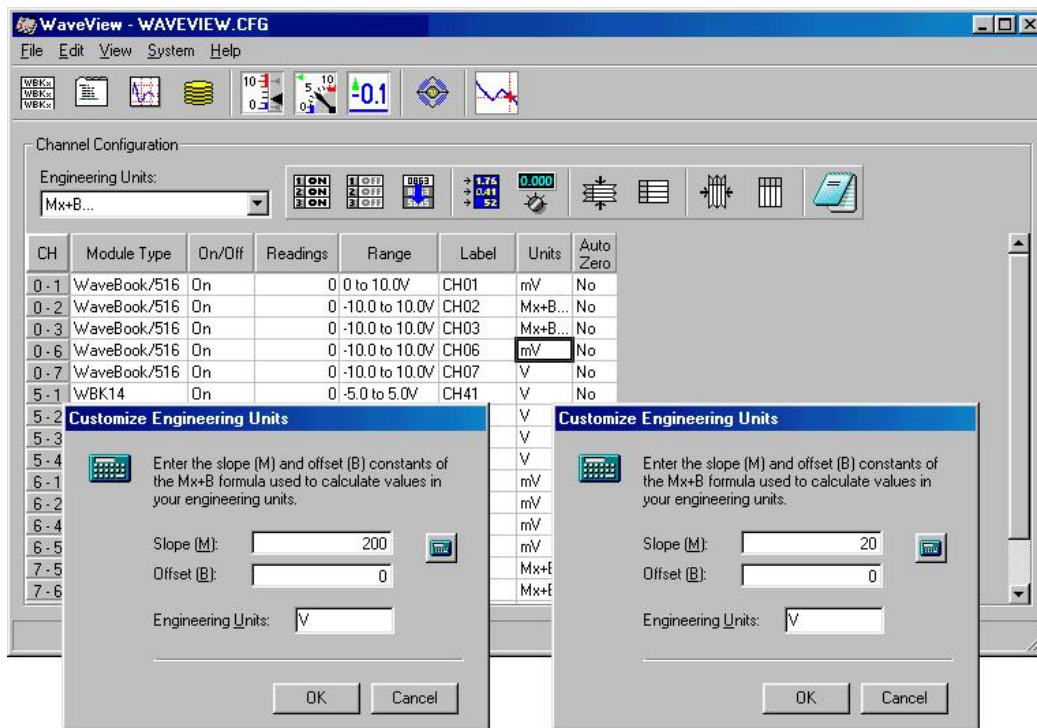 WaveView - WAVEVIEW.CFG
File Edit View System Help
WBKx
WBKx
WBKx
10
0
10
5
0
-0.1
Channel Configuration
Engineering Units:
Mx+B...
1 ON
2 ON
3 ON
1 OFF
2 OFF
3 OFF
1.76
0.41
52
0.000
CH Module Type On/Off Readings Range Label Units Auto Zero
0 - 1 WaveBook/516 On 0 0 to 10.0V CH01 mV No
0 - 2 WaveBook/516 On 0 -10.0 to 10.0V CH02 Mx+B... No
0 - 3 WaveBook/516 On 0 -10.0 to 10.0V CH03 Mx+B... No
0 - 6 WaveBook/516 On 0 -10.0 to 10.0V CH06 mV No
0 - 7 WaveBook/516 On 0 -10.0 to 10.0V CH07 V No
5 - 1 WBK14 On 0 -5.0 to 5.0V CH41 V No
5 - 2 V
5 - 3 V
5 - 4 V
6 - 1 mV
6 - 2 mV
6 - 4 mV
6 - 5 mV
7 - 5 Mx+B
7 - 6 Mx+B
Customize Engineering Units
Enter the slope (M) and offset (B) constants of
the Mx+B formula used to calculate values in
your engineering units.
Slope (M): 200
Offset (B): 0
Engineering Units: V
OK Cancel
Customize Engineering Units
Enter the slope (M) and offset (B) constants of
the Mx+B formula used to calculate values in
your engineering units.
Slope (M): 20
Offset (B): 0
Engineering Units: V
OK Cancel